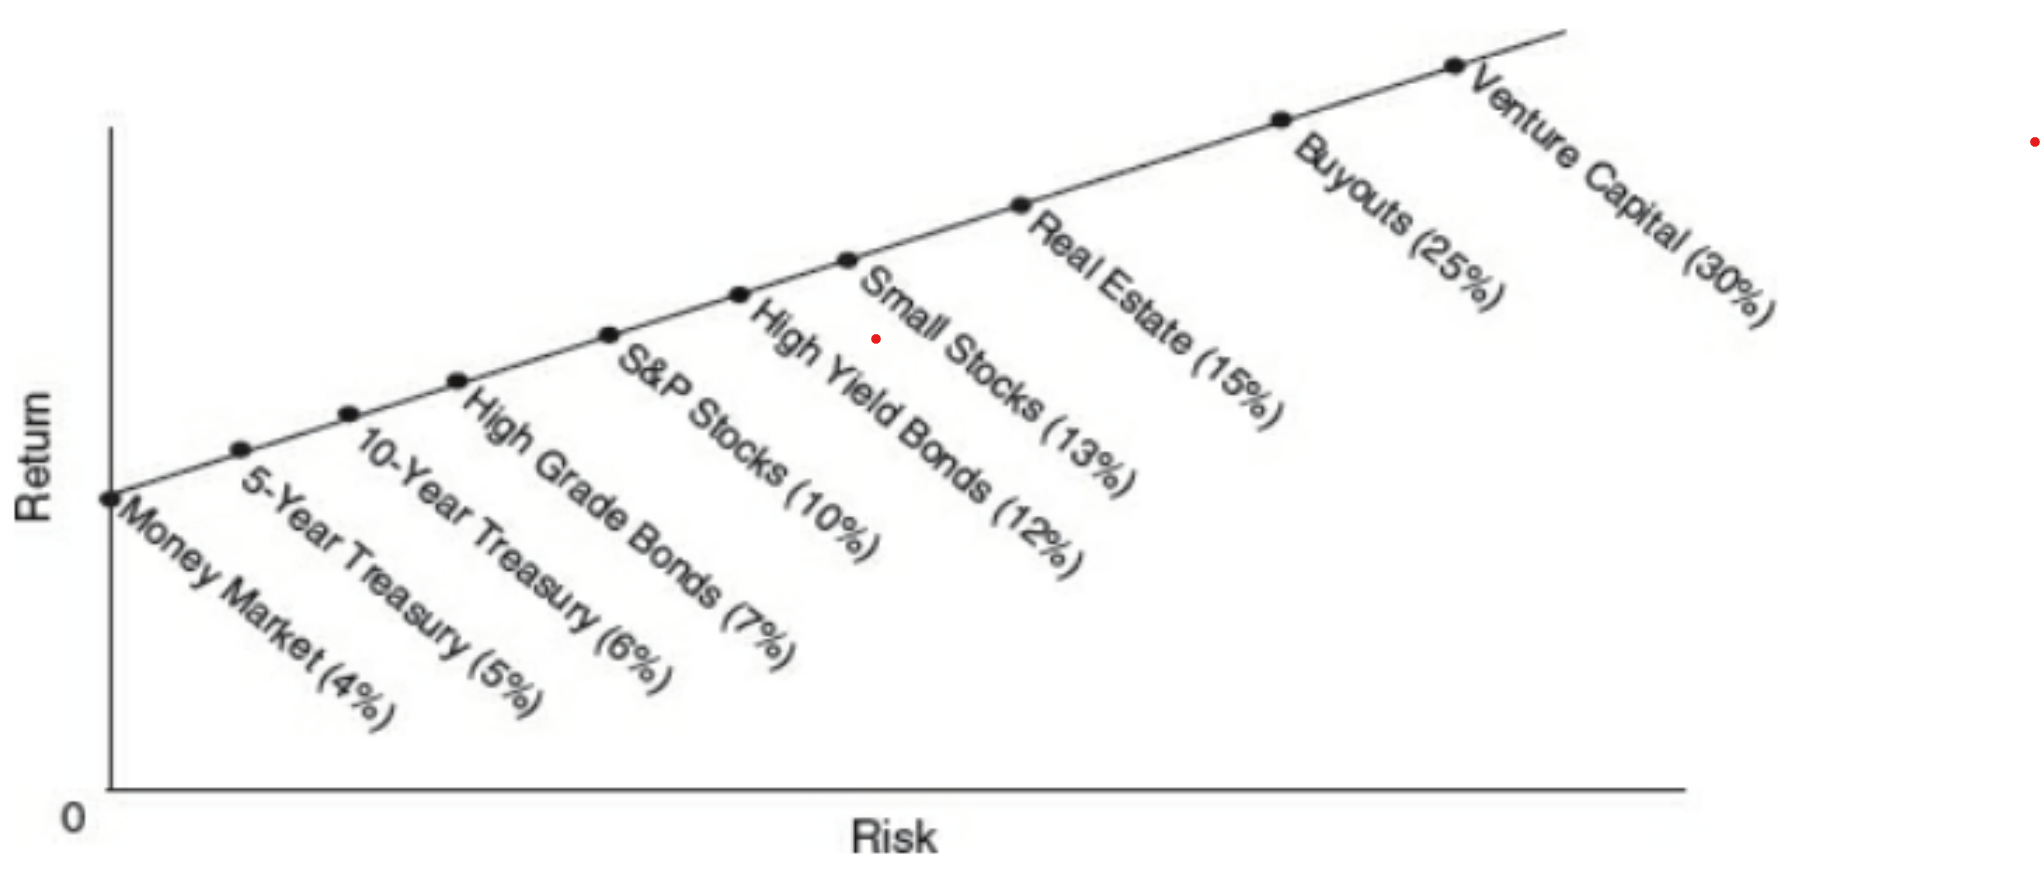 Return
Money Market (4%)
5-Year Treasury (5%)
10-Year Treasury (6%)
High Grade Bonds (7%)
S&P Stocks (10%)
High Yield Bonds (12%)
Small Stocks (13%)
Real Estate (15%)
Buyouts (25%)
Venture Capital (30%)
0
Risk